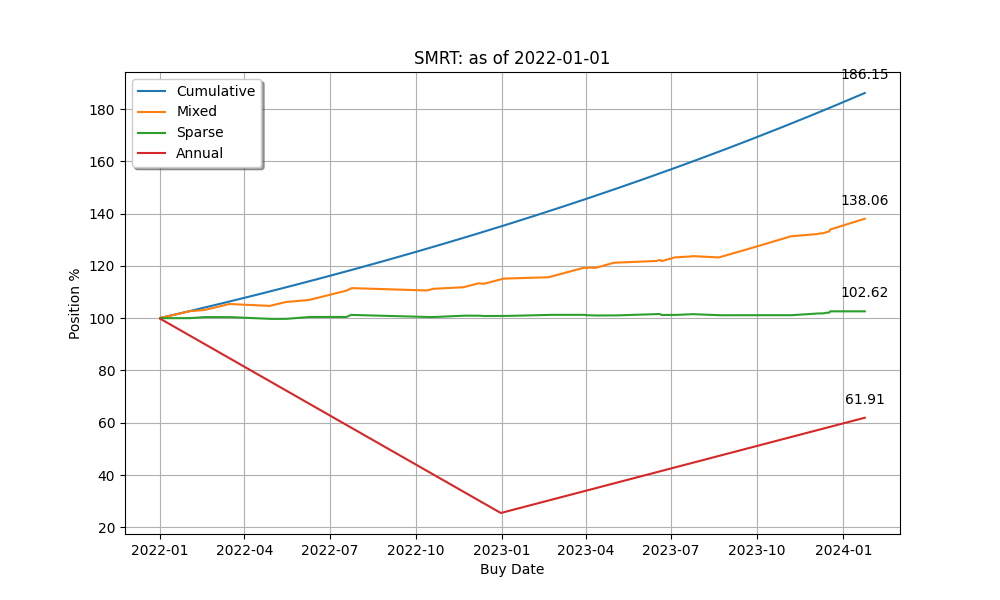 SMRT: as of 2022-01-01
Cumulative
Mixed
Sparse
Annual
186.15
138.06
102.62
61.91
Position %
180
160
140
120
100
80
60
40
20
2022-01 2022-04 2022-07 2022-10 2023-01 2023-04 2023-07 2023-10 2024-01
Buy Date